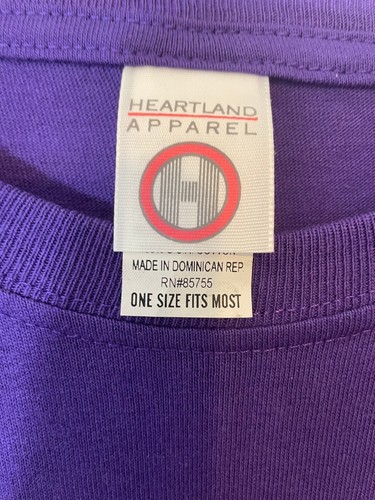 HEARTLAND
APPAREL
MADE IN DOMINICAN REP
RN#85755
ONE SIZE FITS MOST